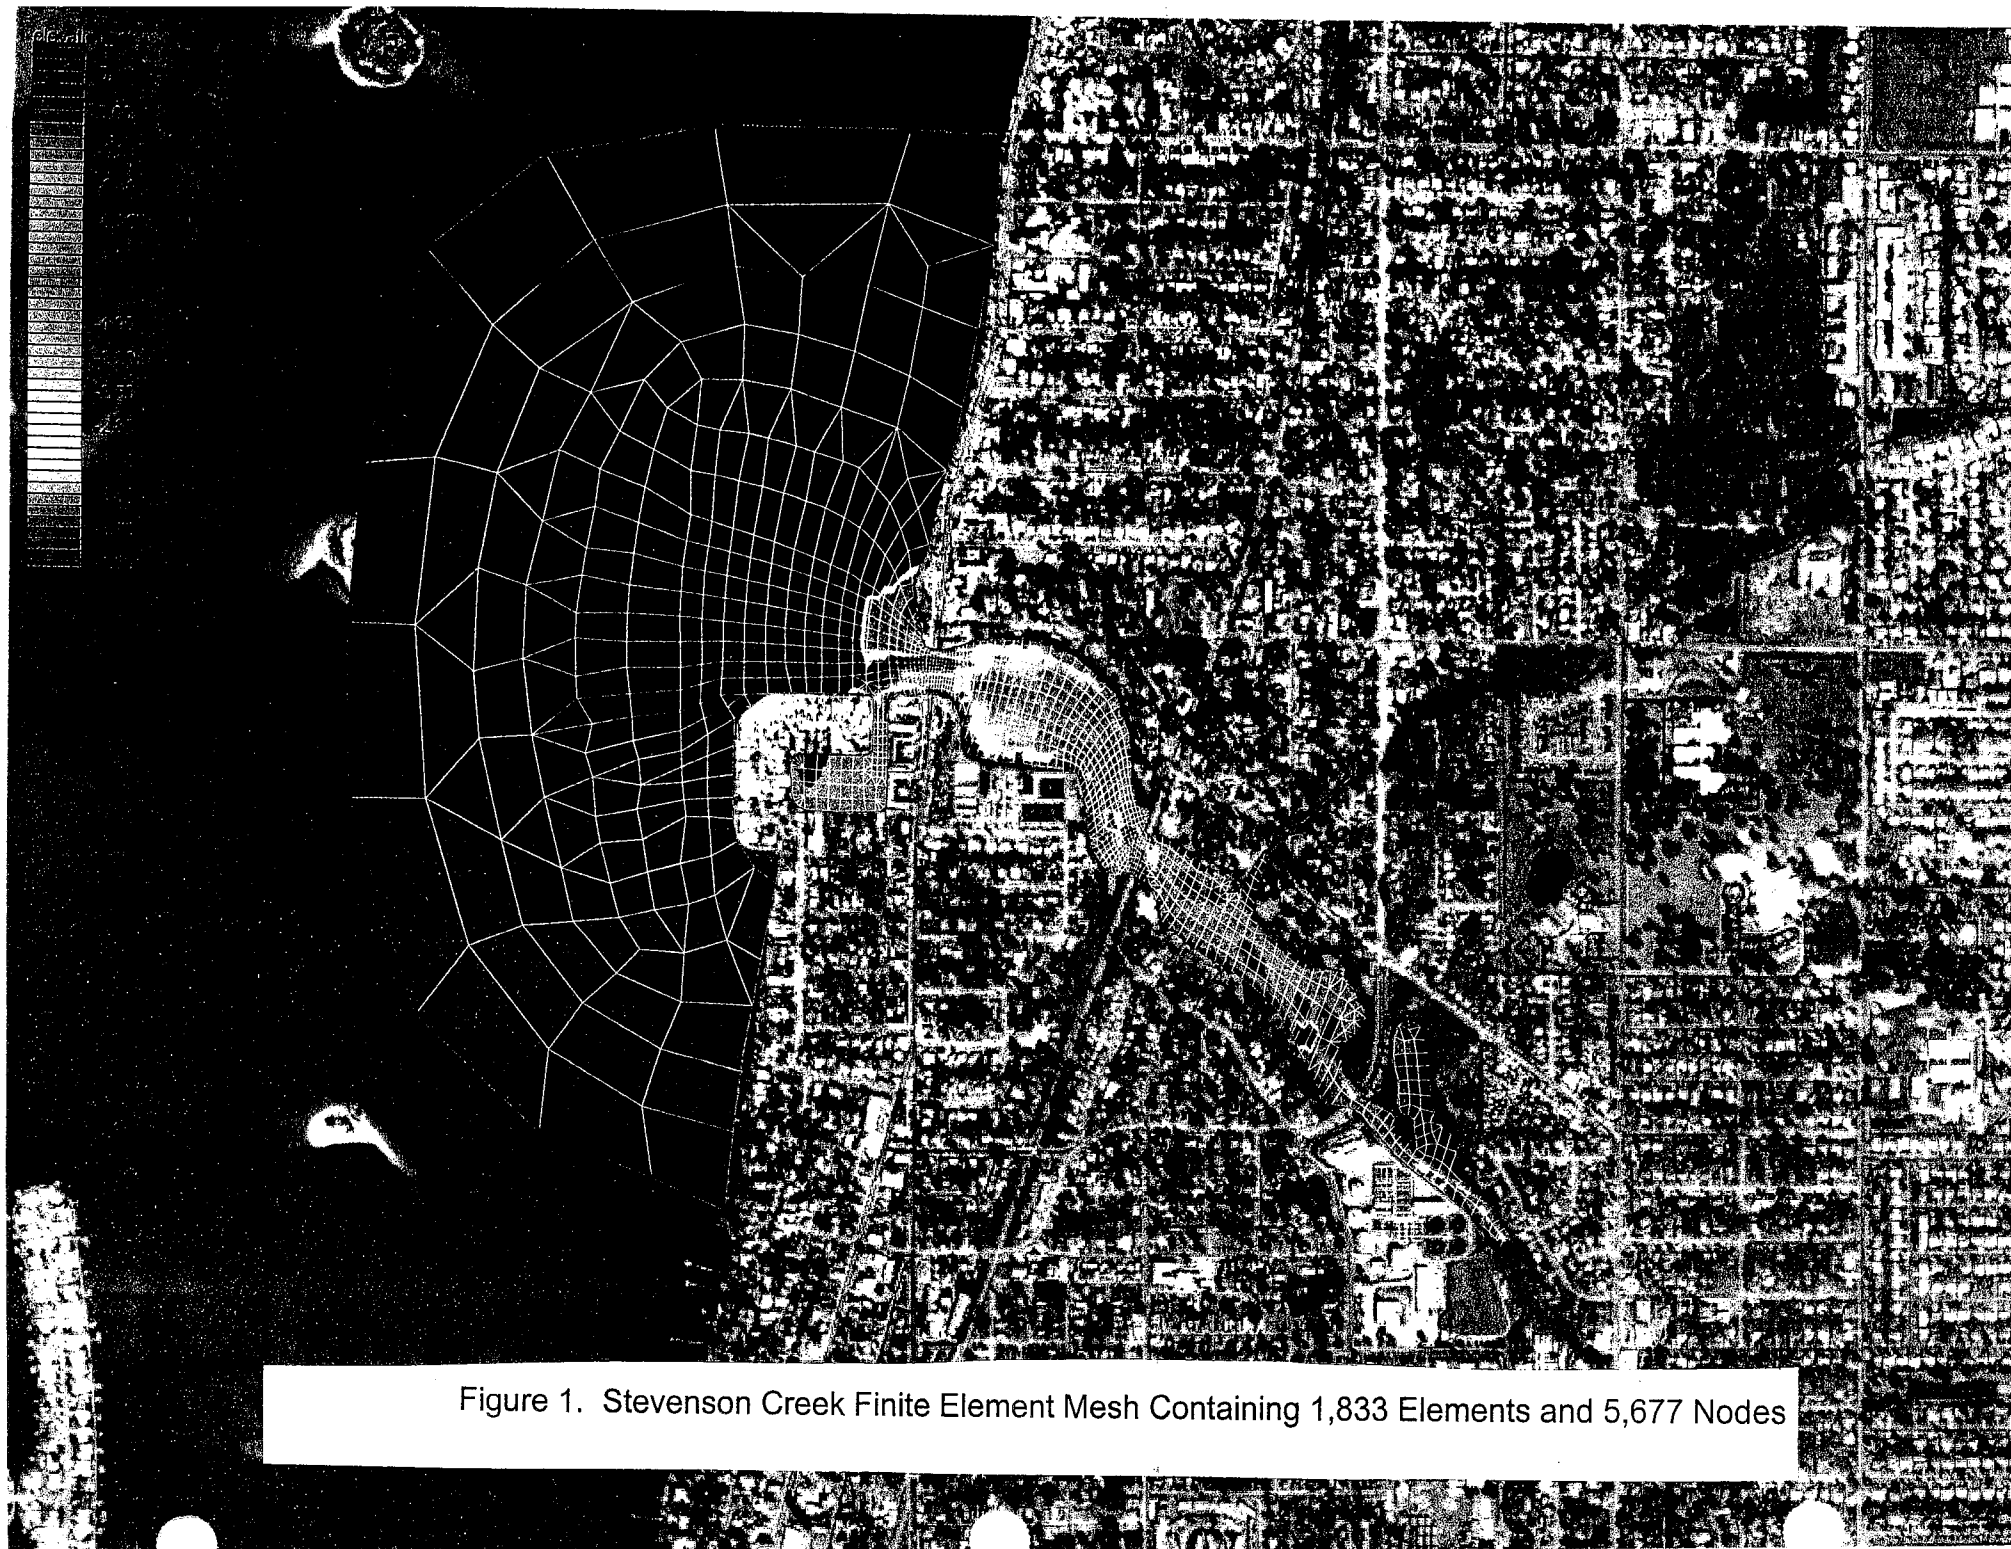 Figure 1. Stevenson Creek Finite Element Mesh Containing 1,833 Elements and 5,677 Nodes